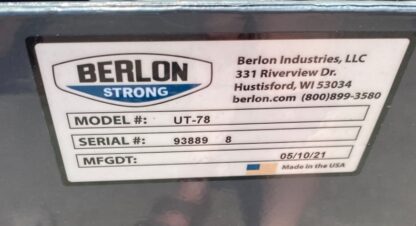 BERLON
STRONG
Berlon Industries, LLC
331 Riverview Dr.
Hustisford, WI 53034
berlon.com (800)899-3580
MODEL #: UT-78
SERIAL #: 93889 8
MFGDT: 05/10/21
Made in the USA